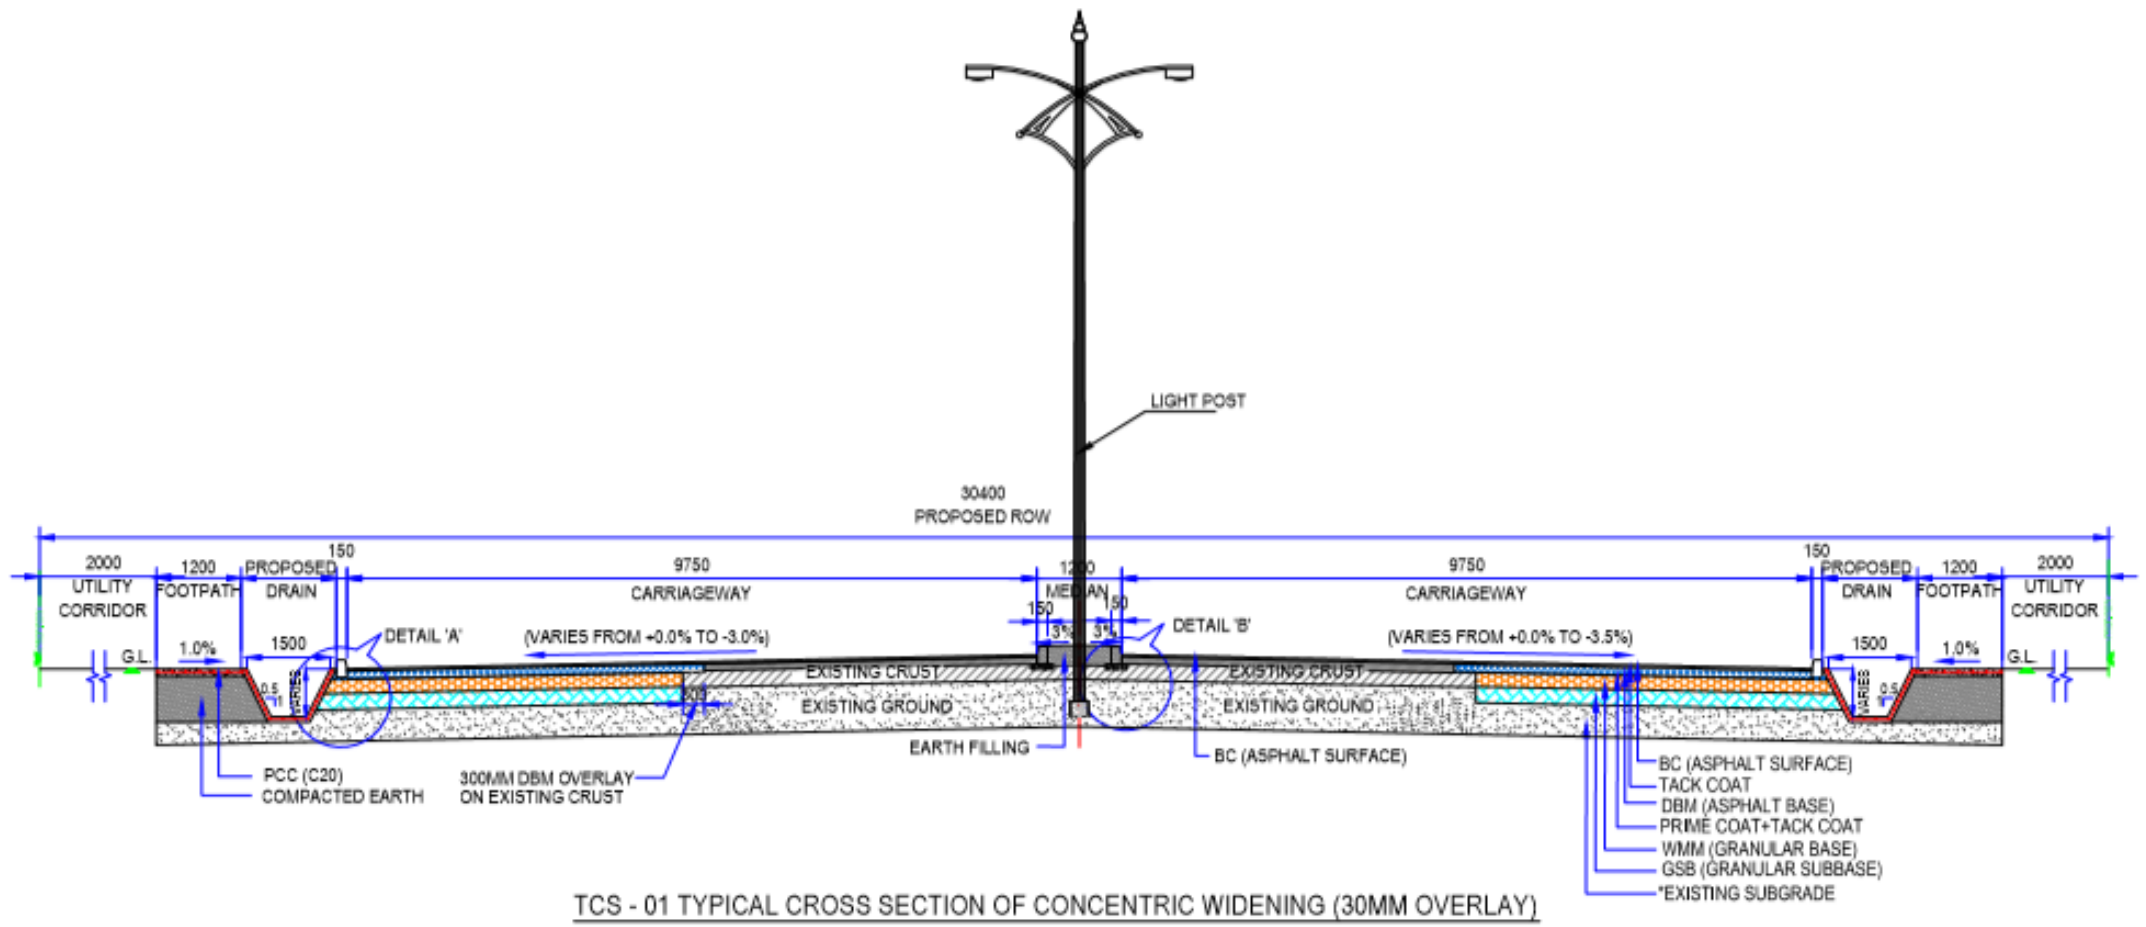 LIGHT POST
30400
PROPOSED ROW
150
150
2000
1200
PROPOSED
9750
1200
9750
PROPOSED
1200
2000
UTILITY
CORRIDOR
FOOTPATH
DRAIN
CARRIAGEWAY
MEDIAN
CARRIAGEWAY
DRAIN
FOOTPATH
UTILITY
CORRIDOR
150
150
DETAIL 'A'
(VARIES FROM +0.0% TO -3.0%)
3%
3%
DETAIL 'B'
(VARIES FROM +0.0% TO -3.5%)
G.L.
1.0%
1500
1500
1.0%
G.L.
EXISTING CRUST
EXISTING CRUST
0.5
1
VARIES
VARIES
0.5
EXISTING GROUND
EXISTING GROUND
EARTH FILLING
BC (ASPHALT SURFACE)
PCC (C20)
COMPACTED EARTH
300MM DBM OVERLAY
ON EXISTING CRUST
BC (ASPHALT SURFACE)
TACK COAT
DBM (ASPHALT BASE)
PRIME COAT+TACK COAT
WMM (GRANULAR BASE)
GSB (GRANULAR SUBBASE)
*EXISTING SUBGRADE
TCS - 01 TYPICAL CROSS SECTION OF CONCENTRIC WIDENING (30MM OVERLAY)